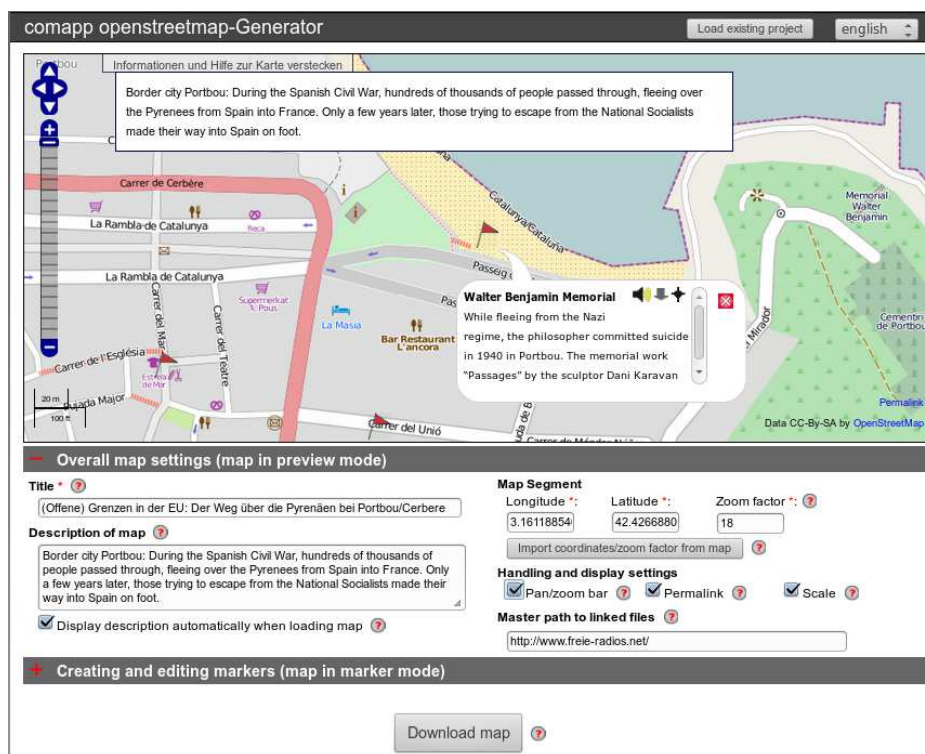 comapp openstreetmap-Generator
Load existing project
english
Portbou
Informationen und Hilfe zur Karte verstecken
Border city Portbou: During the Spanish Civil War, hundreds of thousands of people passed through, fleeing over
the Pyrenees from Spain into France. Only a few years later, those trying to escape from the National Socialists
made their way into Spain on foot.
Carrer de Cerbère
La Rambla de Catalunya
Baca
Catalunya/Cataluña
Memorial
Walter
Benjamin
La Rambla de Catalunya
Passeig
Supermerkat
Pous
La Masia
Bar Restaurant
L'ancora
Carrer del Mar
Carrer del Teatre
Carrer de l'Església
Estrella
de Mar
Pujada Major
Carrer del Unió
Walter Benjamin Memorial
While fleeing from the Nazi
regime, the philosopher committed suicide
in 1940 in Portbou. The memorial work
"Passages" by the sculptor Dani Karavan
Mirador
Cementiri
de Portbou
20 m
100 ft
Permalink
Data CC-By-SA by OpenStreetMap
Overall map settings (map in preview mode)
Title *
(Offene) Grenzen in der EU: Der Weg über die Pyrenäen bei Portbou/Cerbere
Description of map
Border city Portbou: During the Spanish Civil War, hundreds of thousands of
people passed through, fleeing over the Pyrenees from Spain into France. Only
a few years later, those trying to escape from the National Socialists made their
way into Spain on foot.
Display description automatically when loading map
Map Segment
Longitude *: Latitude *: Zoom factor *:
3.16118854 42.4266880 18
Import coordinates/zoom factor from map
Handling and display settings
Pan/zoom bar Permalink Scale
Master path to linked files
http://www.freie-radios.net/
Creating and editing markers (map in marker mode)
Download map